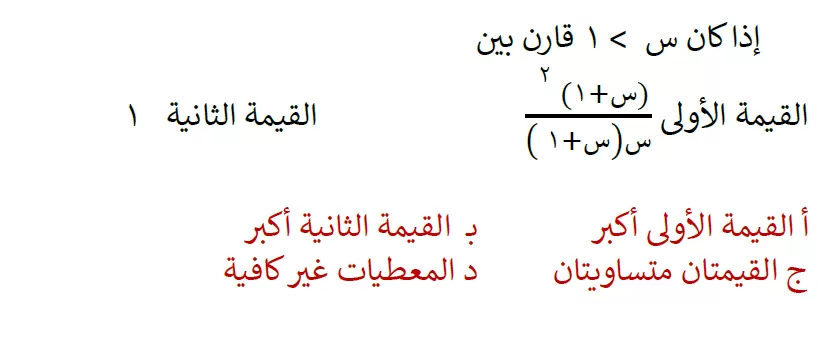 إذا كان س > ١ قارن بين
القيمة الأولى (س+١)٢ / س(س+١) القيمة الثانية ١
أ القيمة الأولى أكبر بـ القيمة الثانية أكبر
ج القيمتان متساويتان د المعطيات غير كافية